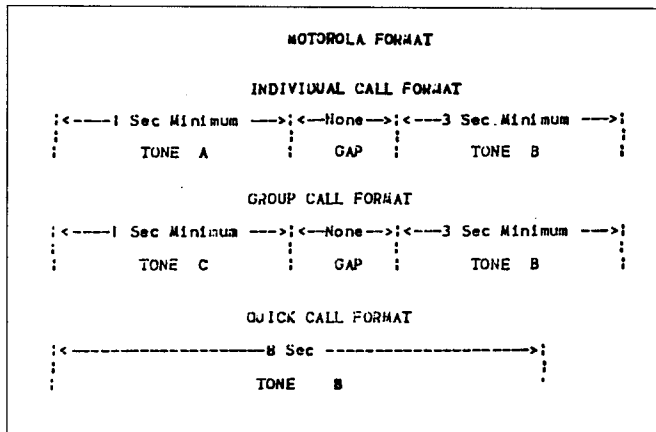 MOTOROLA FORMAT
INDIVIDUAL CALL FORMAT
¦<----1 Sec Minimum --->¦<--None-->¦<---3 Sec.Minimum --->¦
TONE A ¦ GAP ¦ TONE B
GROUP CALL FORMAT
¦<----1 Sec Minimum --->¦<--None-->¦<---3 Sec Minimum --->¦
TONE C ¦ GAP ¦ TONE B
QUICK CALL FORMAT
¦< -------------------8 Sec -------------------->¦
TONE B